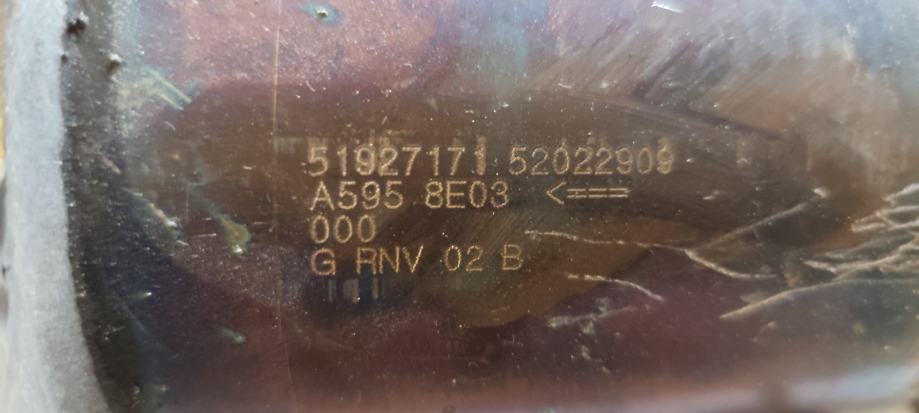 51927171 52022909
A595 8E03 <===
000
G RNV 02 B